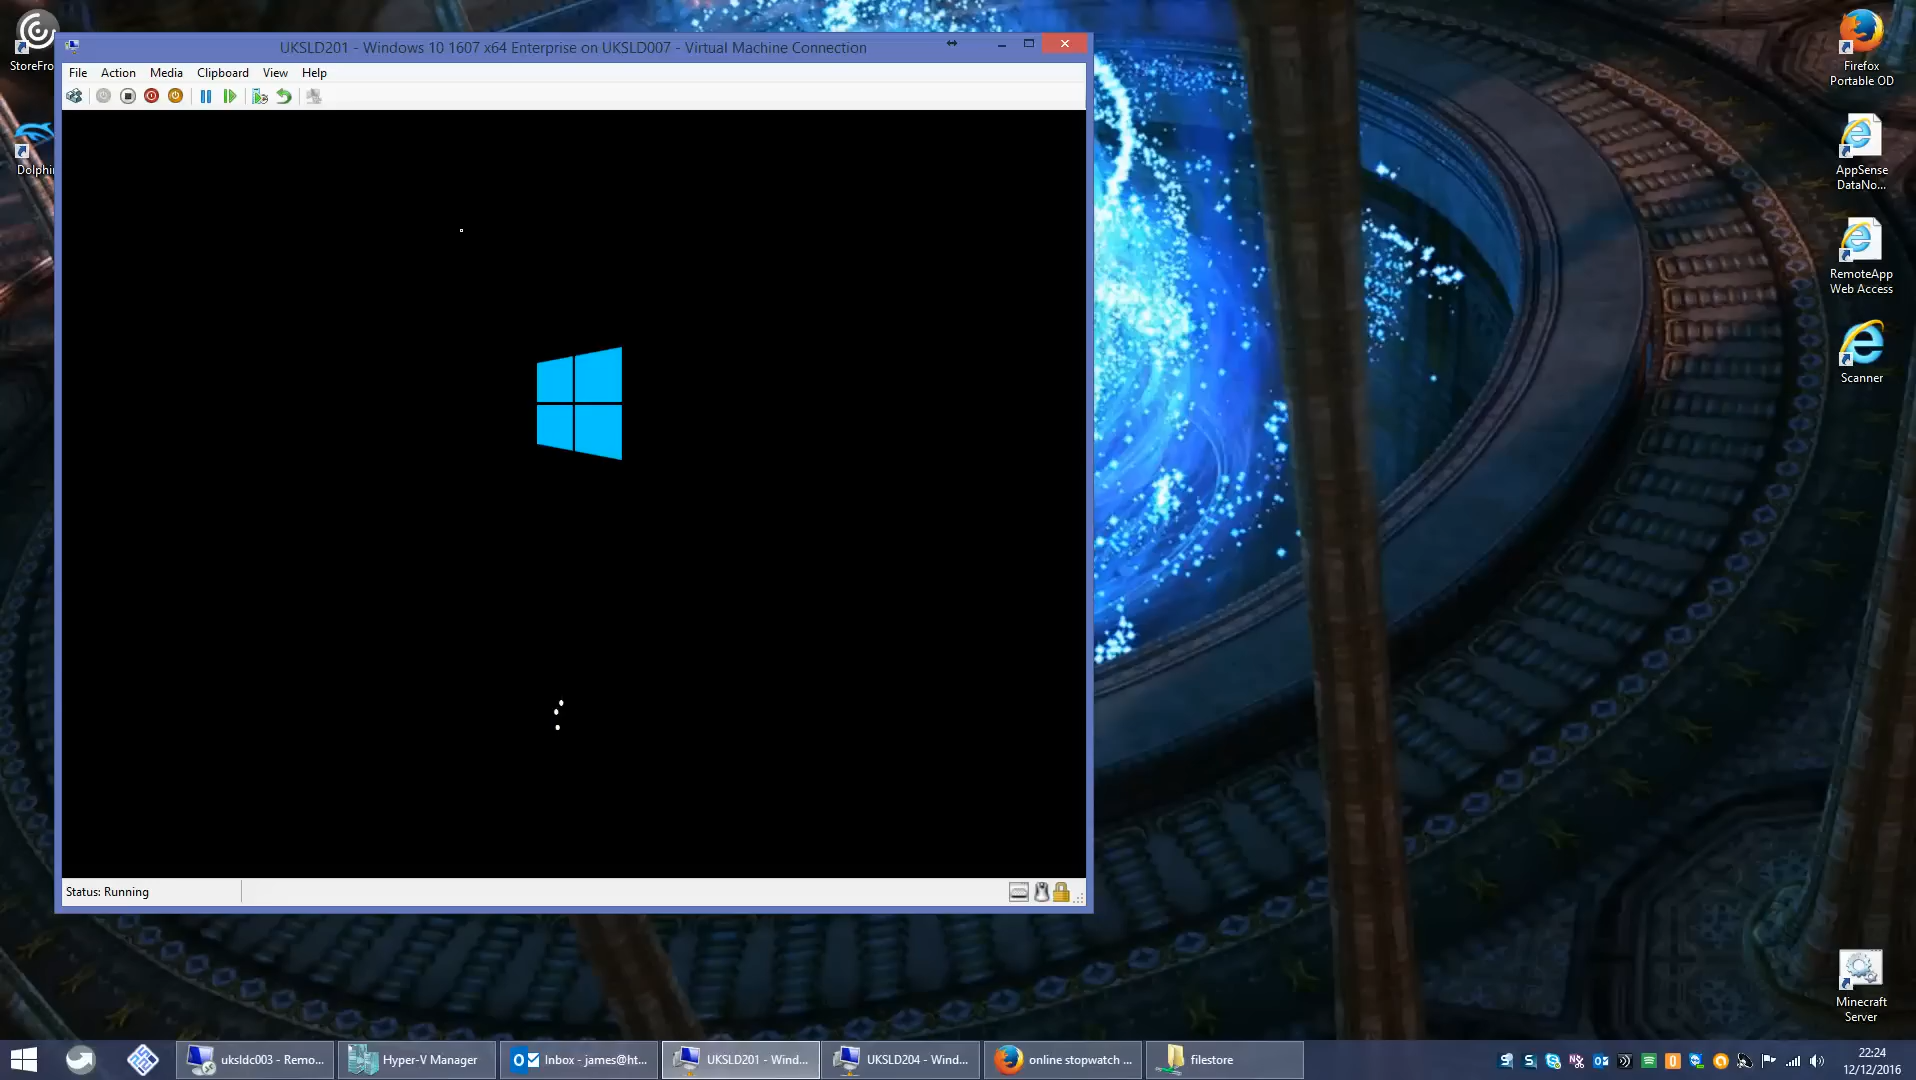 StoreFro
Dolphi
UKSLD201 - Windows 10 1607 x64 Enterprise on UKSLD007 - Virtual Machine Connection
File Action Media Clipboard View Help
Status: Running
Firefox
Portable OD
AppSense
DataNo...
RemoteApp
Web Access
Scanner
Minecraft
Server
uksldc003 - Remo...
Hyper-V Manager
Inbox - james@ht...
UKSLD201 - Wind...
UKSLD204 - Wind...
online stopwatch ...
filestore
22:24
12/12/2016